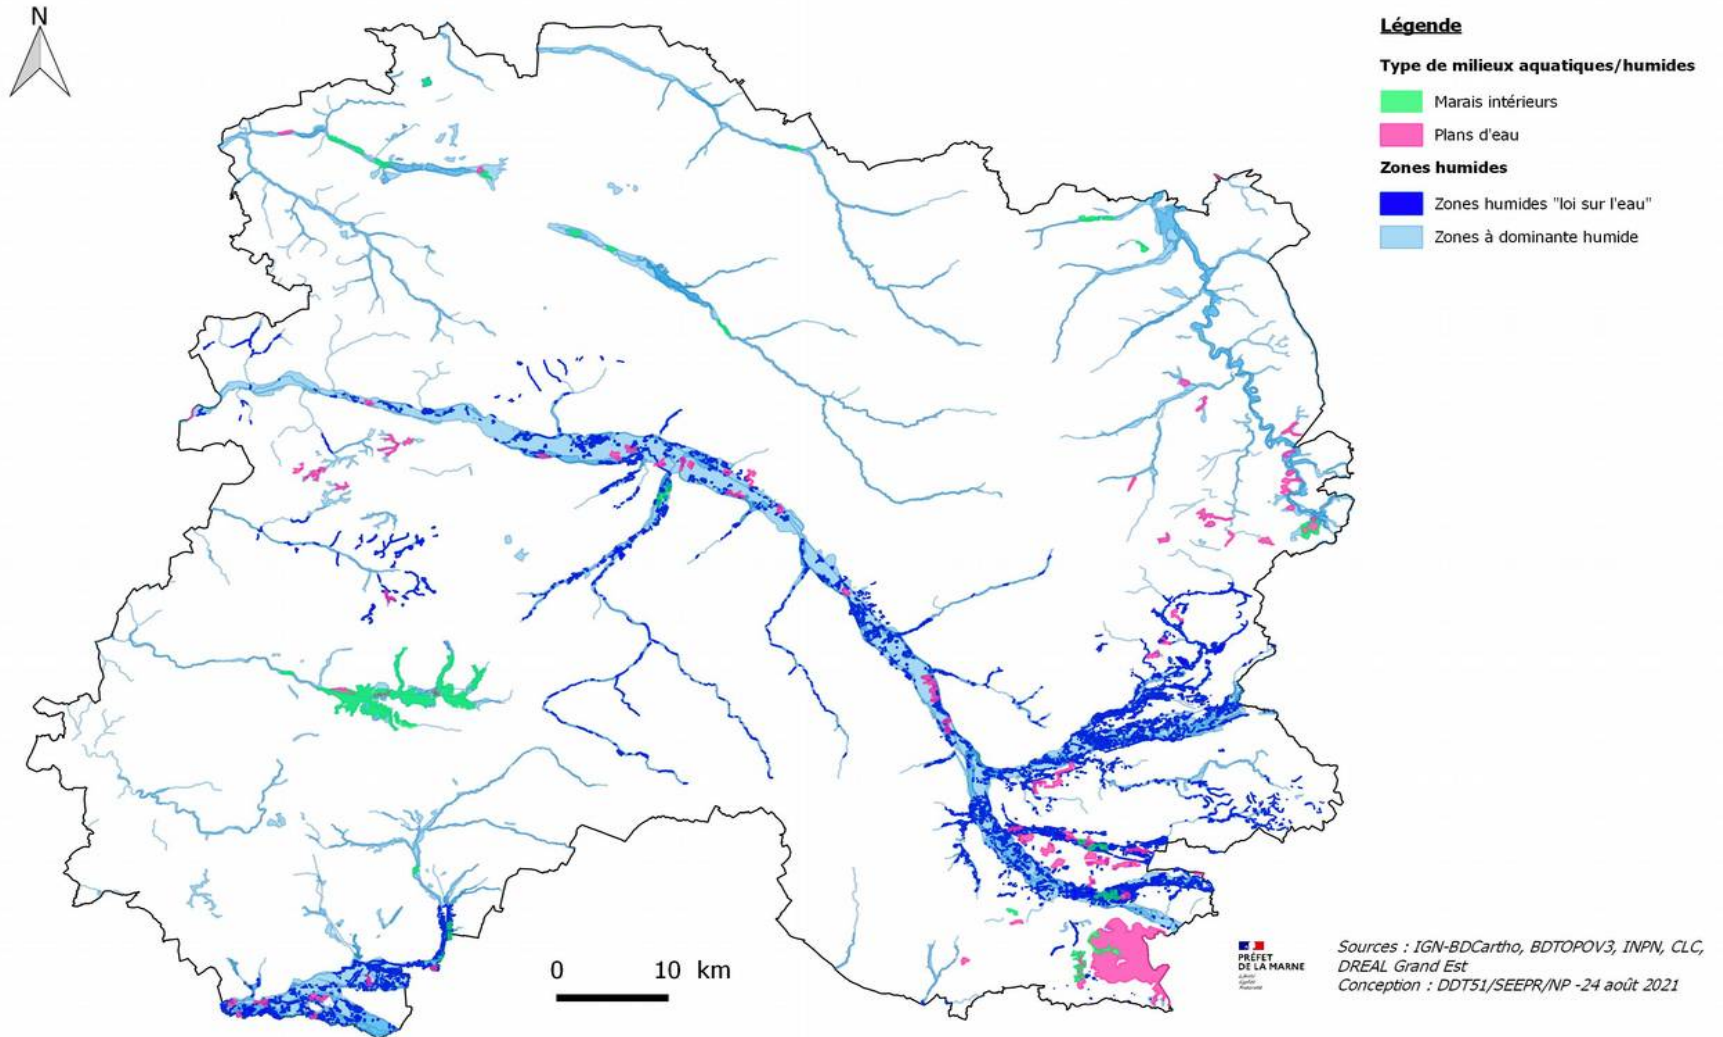 N
Légende
Type de milieux aquatiques/humides
Marais intérieurs
Plans d'eau
Zones humides
Zones humides "loi sur l'eau"
Zones à dominante humide
0 10 km
PRÉFET
DE LA MARNE
Sources : IGN-BDCartho, BDTOPOV3, INPN, CLC,
DREAL Grand Est
Conception : DDT51/SEEPR/NP -24 août 2021